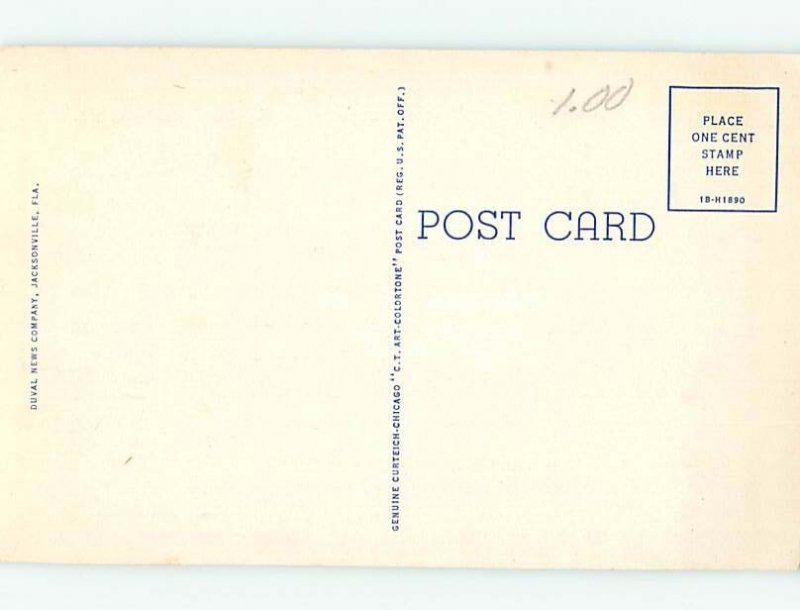 DUVAL NEWS COMPANY, JACKSONVILLE, FLA.
GENUINE CURTEICH-CHICAGO "C.T. ART-COLORTONE" POST CARD (REG. U.S. PAT. OFF.)
1.00
POST CARD
PLACE
ONE CENT
STAMP
HERE
1B-H1890